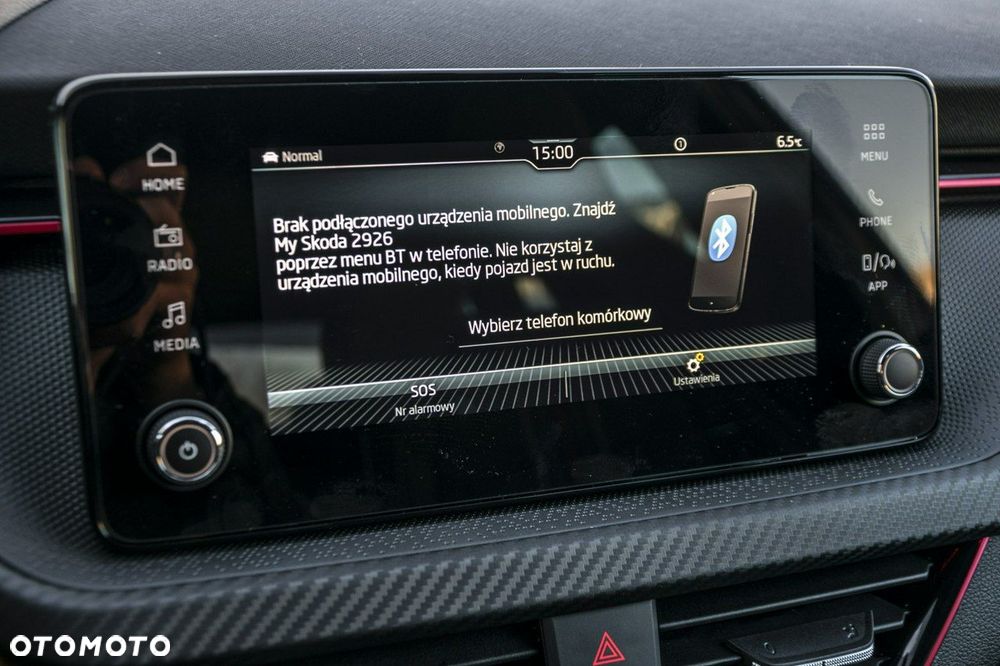 HOME
RADIO
MEDIA
Normal
15:00
6.5°C
Brak podłączonego urządzenia mobilnego. Znajdź
My Skoda 2926
poprzez menu BT w telefonie. Nie korzystaj z
urządzenia mobilnego, kiedy pojazd jest w ruchu.
Wybierz telefon komórkowy
SOS
Nr alarmowy
Ustawienia
MENU
PHONE
APP
OTOMOTO